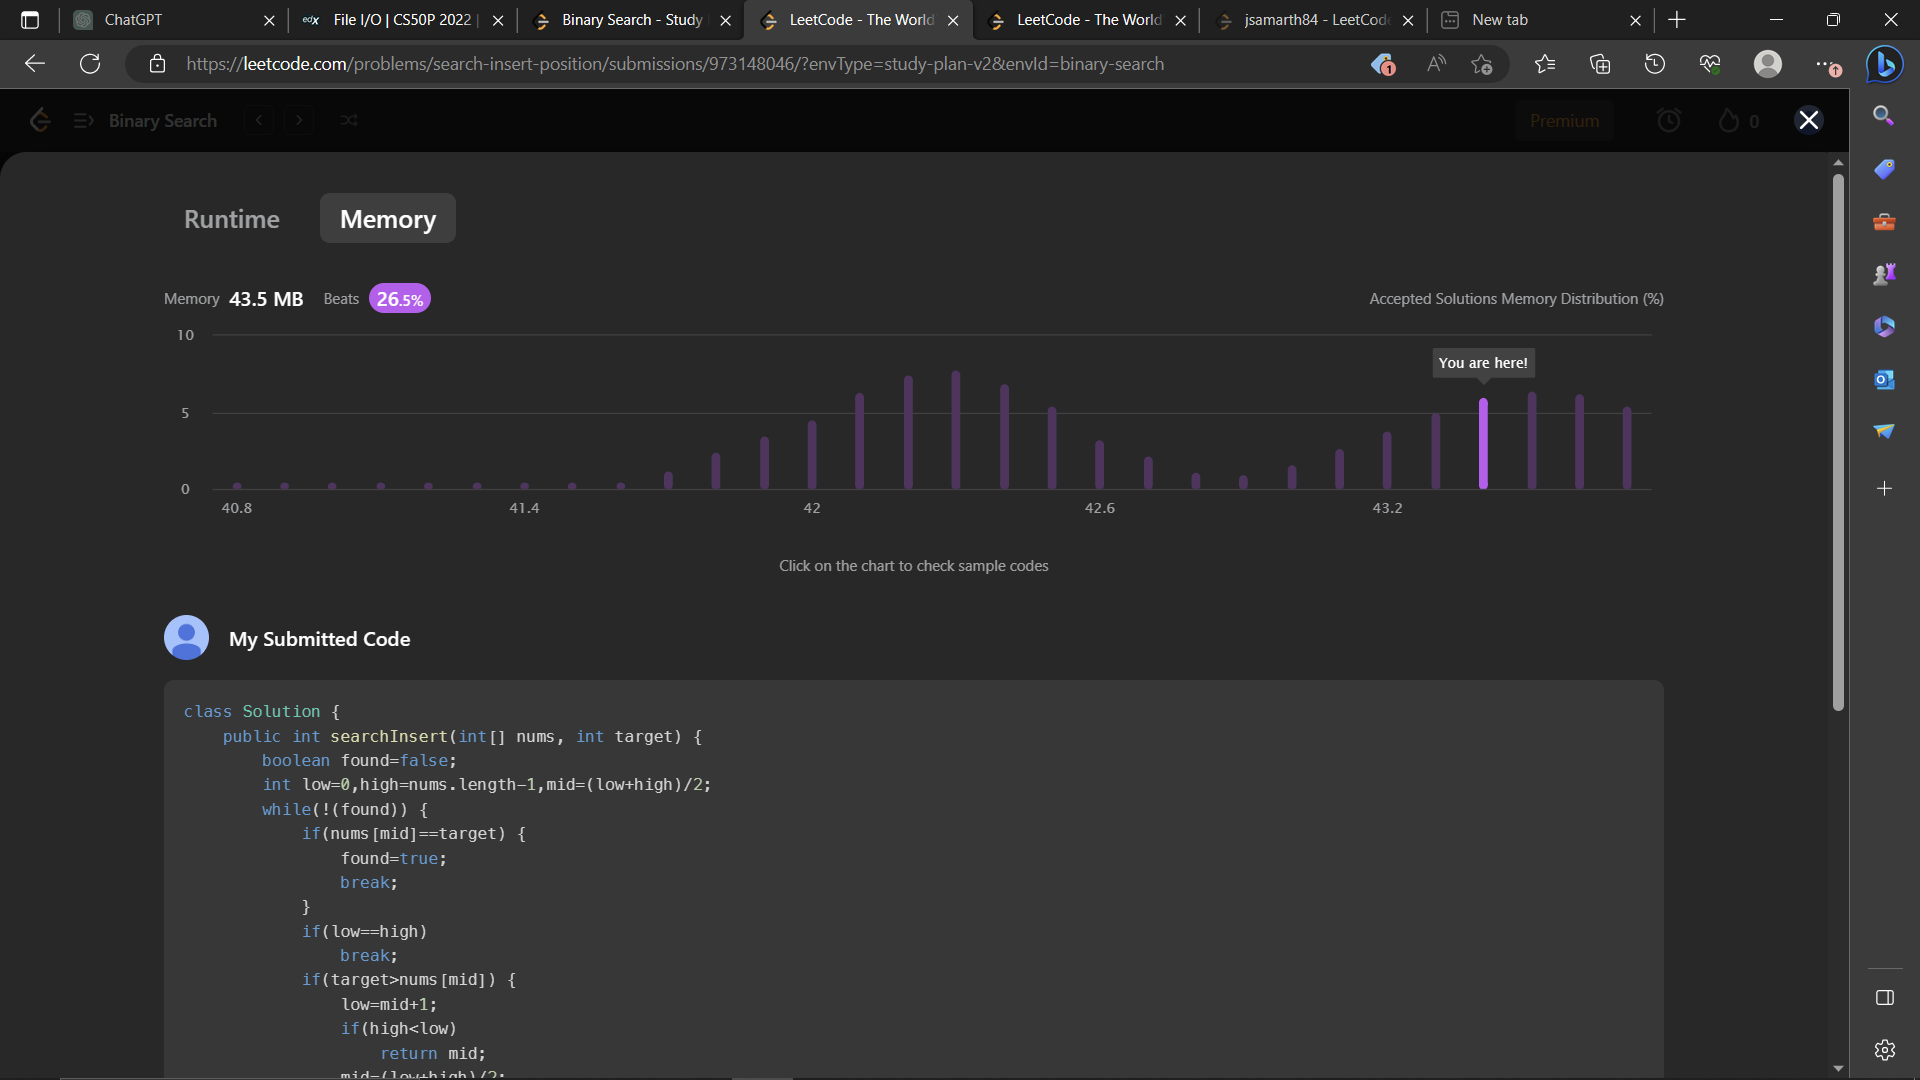 ChatGPT
edX File I/O | CS50P 2022 |
Binary Search - Study
LeetCode - The World
LeetCode - The World
jsamarth84 - LeetCode
New tab
https://leetcode.com/problems/search-insert-position/submissions/973148046/?envType=study-plan-v2&envId=binary-search
1
Binary Search
Premium
0
Runtime
Memory
Memory 43.5 MB Beats 26.5%
Accepted Solutions Memory Distribution (%)
10
You are here!
5
0
40.8 41.4 42 42.6 43.2
Click on the chart to check sample codes
My Submitted Code
class Solution {
public int searchInsert(int[] nums, int target) {
boolean found=false;
int low=0,high=nums.length-1,mid=(low+high)/2;
while(!(found)) {
if(nums[mid]==target) {
found=true;
break;
}
if(low==high)
break;
if(target>nums[mid]) {
low=mid+1;
if(high<low)
return mid;
mid=(low+high)/2;